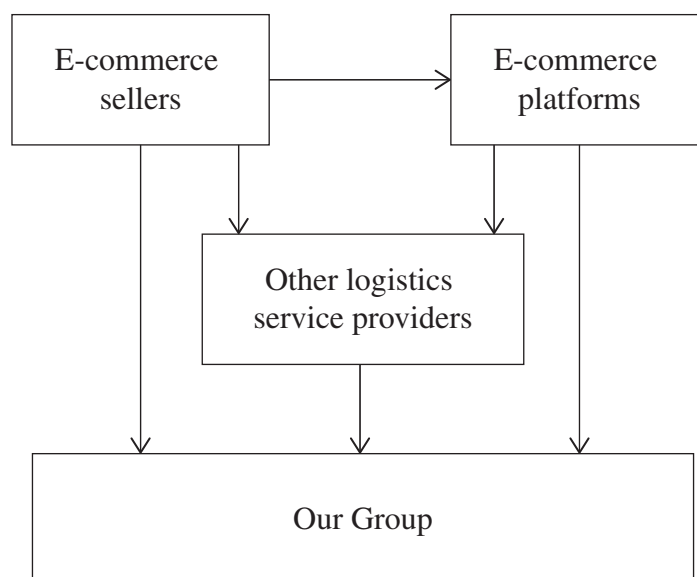 E-commerce
sellers
E-commerce
platforms
Other logistics
service providers
Our Group